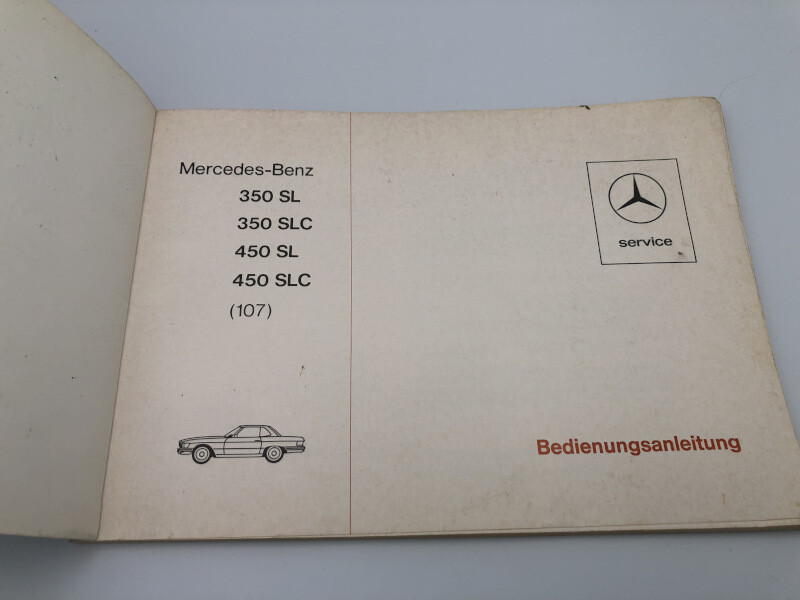 Mercedes-Benz
350 SL
350 SLC
450 SL
450 SLC
(107)
service
Bedienungsanleitung